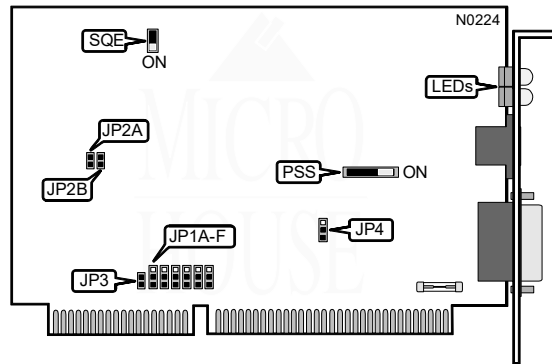 N0224
SQE
ON
LEDs
JP2A
JP2B
PSS
ON
JP1A-F
JP4
JP3
MICRO
HOUSE